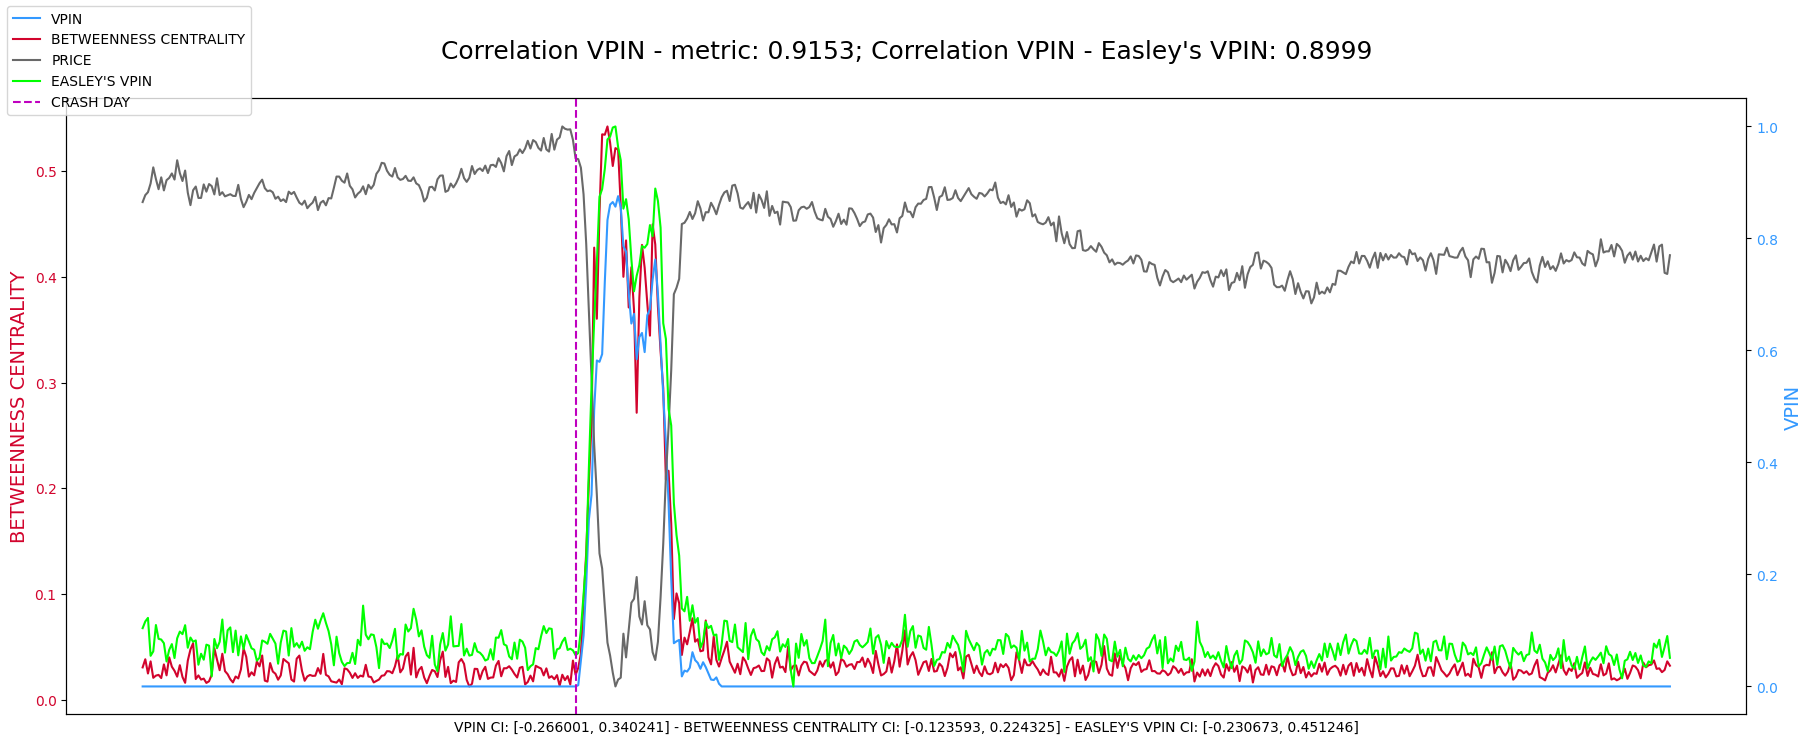 VPIN
BETWEENNESS CENTRALITY
PRICE
EASLEY'S VPIN
CRASH DAY
Correlation VPIN - metric: 0.9153; Correlation VPIN - Easley's VPIN: 0.8999
BETWEENNESS CENTRALITY
0.5
0.4
0.3
0.2
0.1
0.0
1.0
0.8
0.6
0.4
0.2
0.0
VPIN
VPIN CI: [-0.266001, 0.340241] - BETWEENNESS CENTRALITY CI: [-0.123593, 0.224325] - EASLEY'S VPIN CI: [-0.230673, 0.451246]